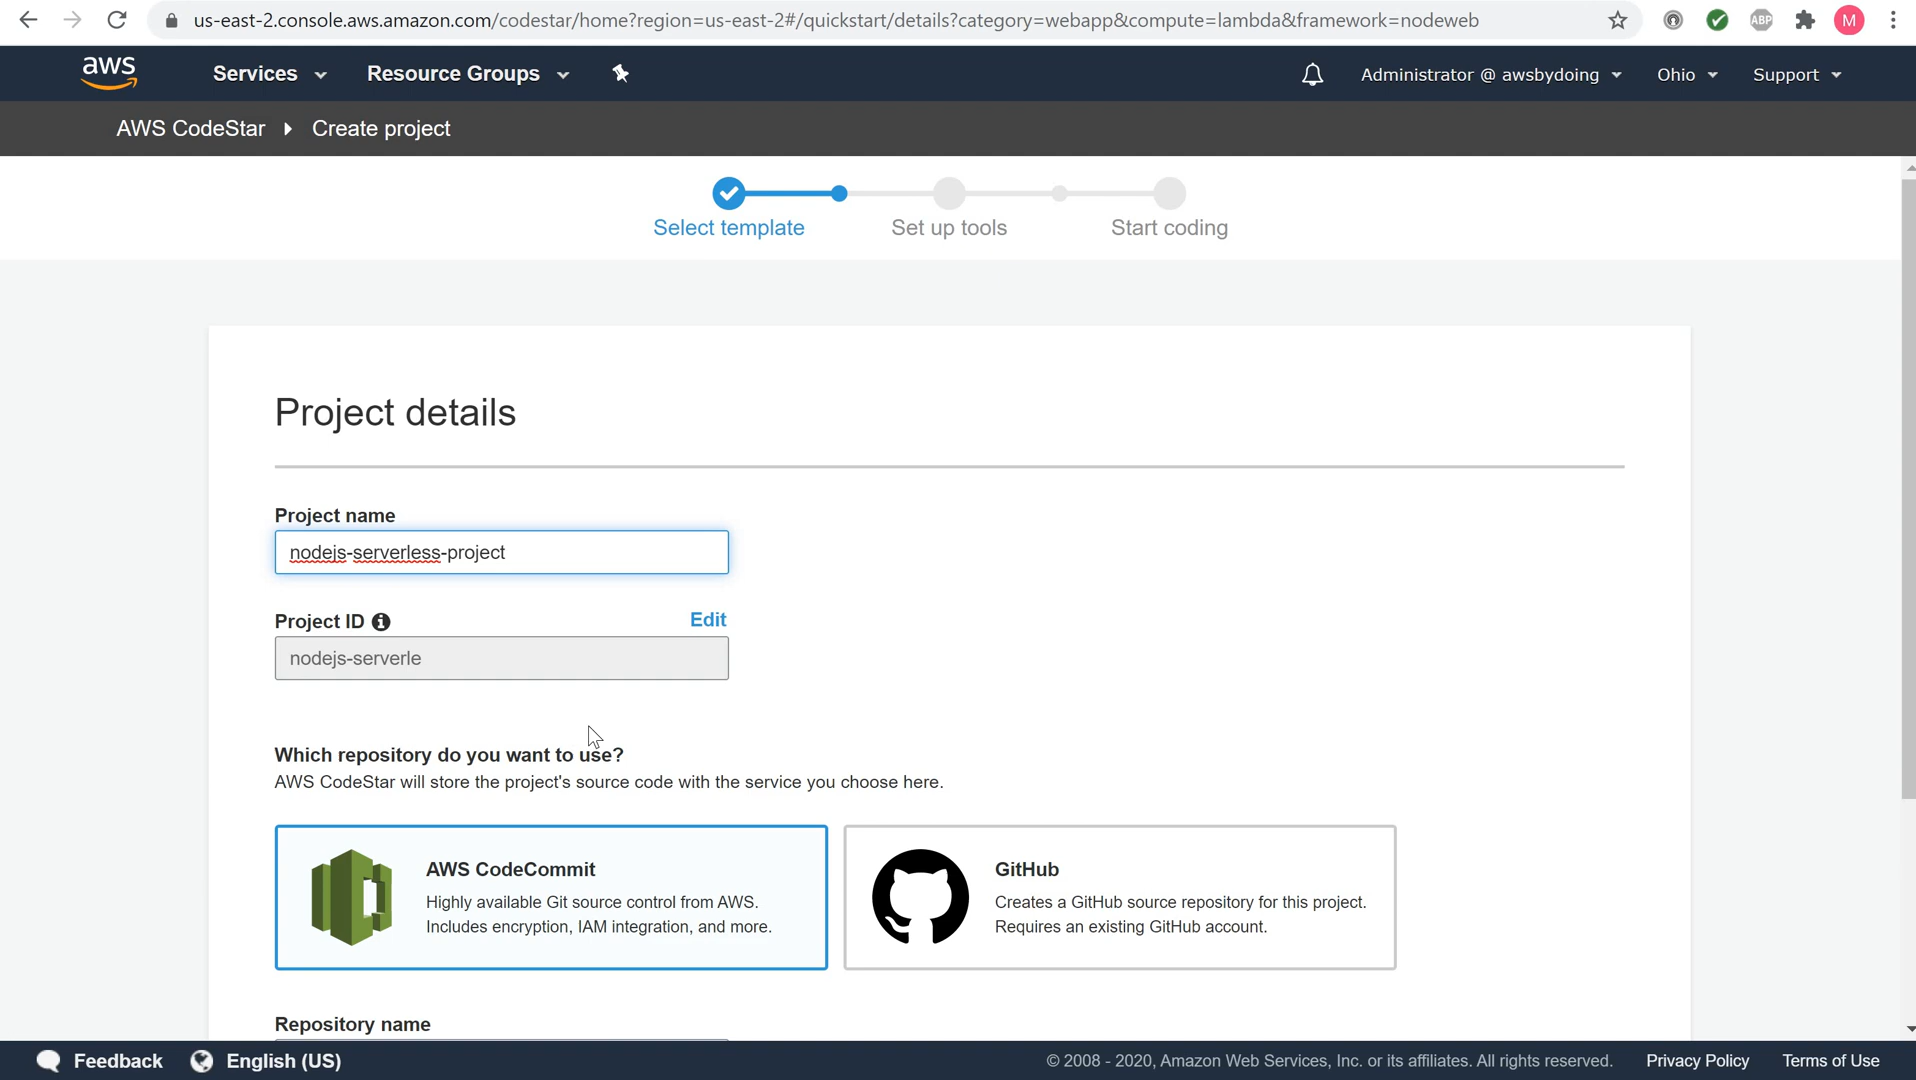 us-east-2.console.aws.amazon.com/codestar/home?region=us-east-2#/quickstart/details?category=webapp&compute=lambda&framework=nodeweb
ABP
M
aws
Services
Resource Groups
Administrator @ awsbydoing
Ohio
Support
AWS CodeStar
Create project
Select template
Set up tools
Start coding
Project details
Project name
nodejs-serverless-project
Project ID
Edit
nodejs-serverle
Which repository do you want to use?
AWS CodeStar will store the project's source code with the service you choose here.
AWS CodeCommit
Highly available Git source control from AWS.
Includes encryption, IAM integration, and more.
GitHub
Creates a GitHub source repository for this project.
Requires an existing GitHub account.
Repository name
Feedback
English (US)
© 2008 - 2020, Amazon Web Services, Inc. or its affiliates. All rights reserved.
Privacy Policy
Terms of Use